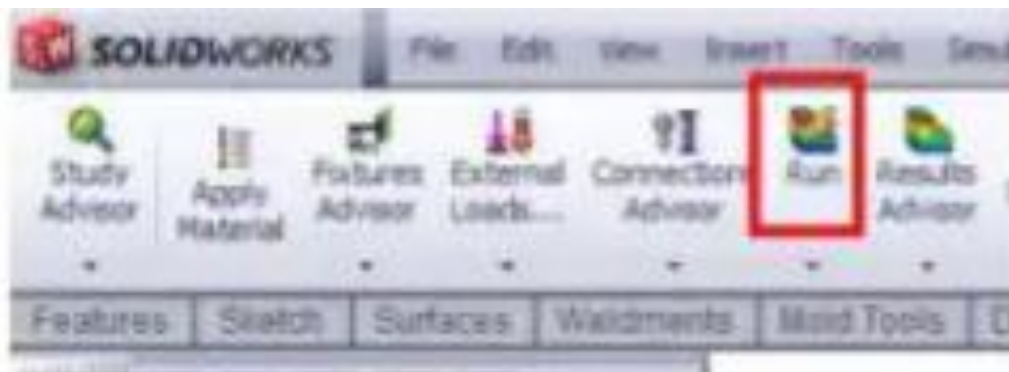 SOLIDWORKS File Edit View Insert Tools
Study Advisor
Apply Material
Fixtures Advisor
External Loads...
Connections Advisor
Run
Results Advisor
Features Sketch Surfaces Weldments Mold Tools